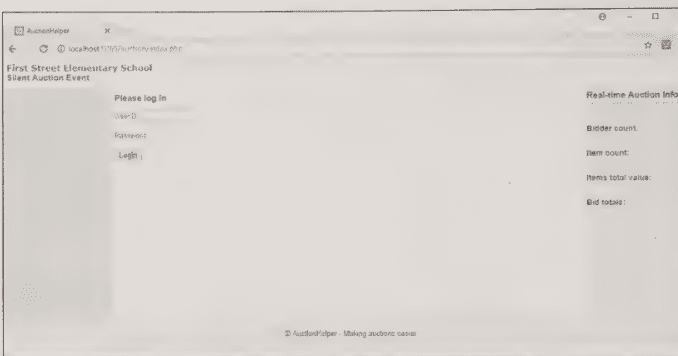 AuctionHelper ×
localhost
First Street Elementary School
Silent Auction Event
Please log in
User ID:
Password:
Login
Real-time Auction Info
Bidder count:
Item count:
Items total value:
Bid totals:
© AuctionHelper - Making auctions easier